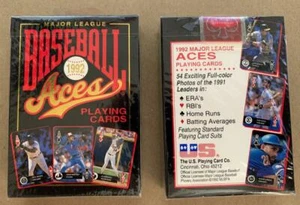 MAJOR LEAGUE
BASEBALL
1992
Aces
PLAYING
CARDS
1992 MAJOR LEAGUE
ACES
PLAYING CARDS
54 Exciting Full-color
Photos of the 1991
Leaders in:
♠ ERA's
♥ RBI's
♣ Home Runs
♦ Batting Averages
Featuring Standard
Playing Card Suits
U.S.
The U.S. Playing Card Co.
Cincinnati, Ohio 45212